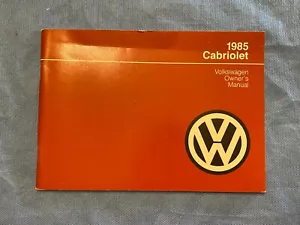 1985
Cabriolet
Volkswagen
Owner's
Manual
VW